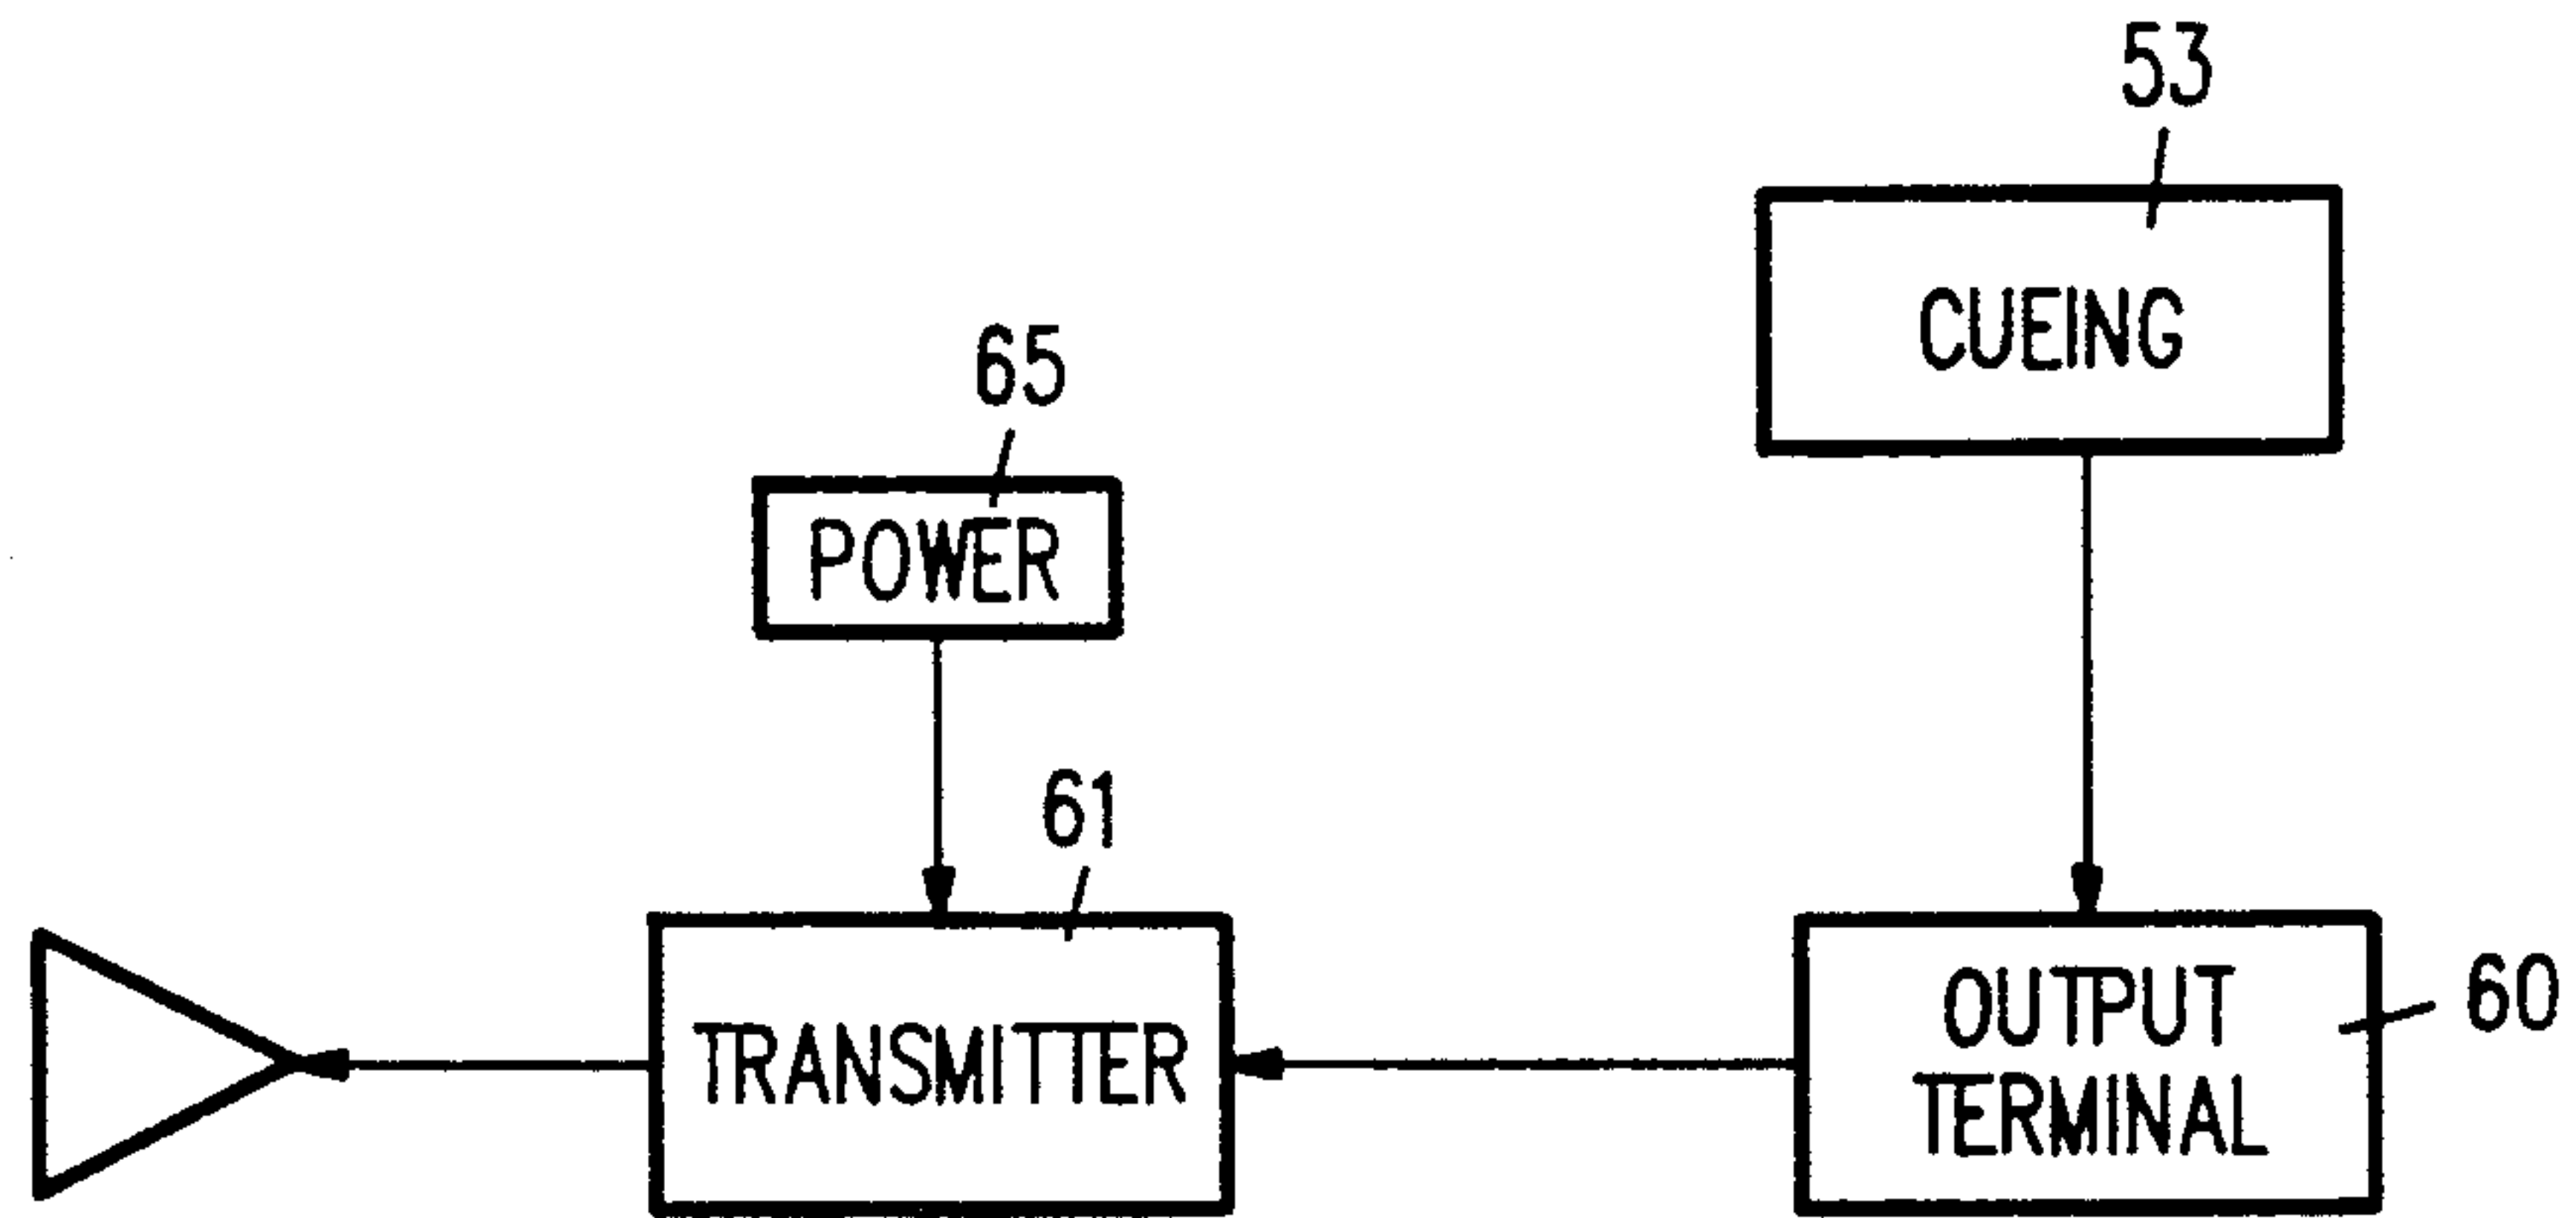 53
CUEING
65
POWER
61
TRANSMITTER
OUTPUT
TERMINAL
60